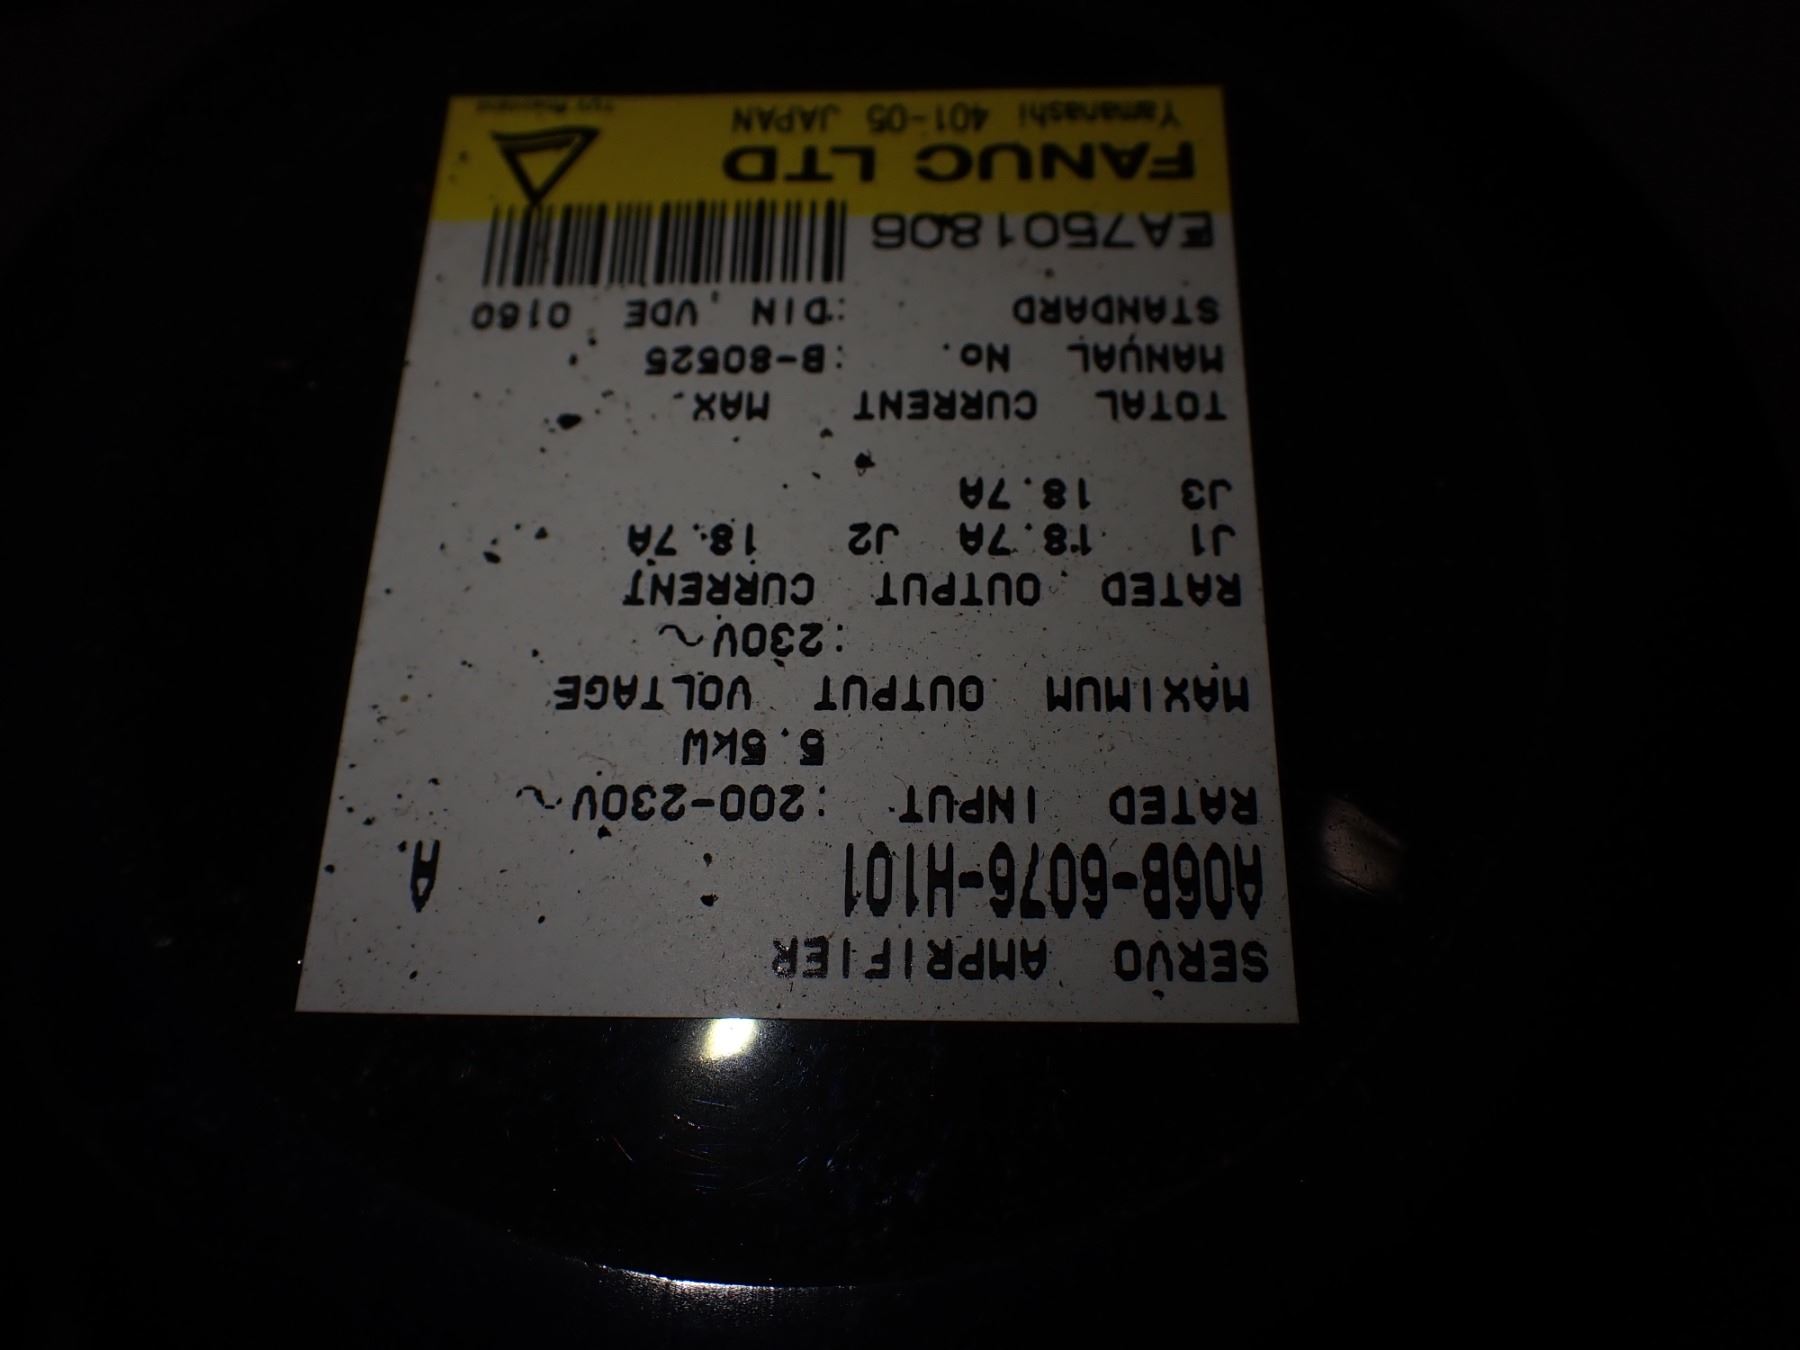 SERVO AMPRIFIER
A06B-6076-H101 A
RATED INPUT :200-230V~
5.5kW
MAXIMUM OUTPUT VOLTAGE
:230V~
RATED OUTPUT CURRENT
J1 18.7A J2 18.7A
J3 18.7A
TOTAL CURRENT MAX.
MANUAL No. :B-80525
STANDARD :DIN VDE 0160
EA7501806
FANUC LTD
Yamanashi 401-05 JAPAN